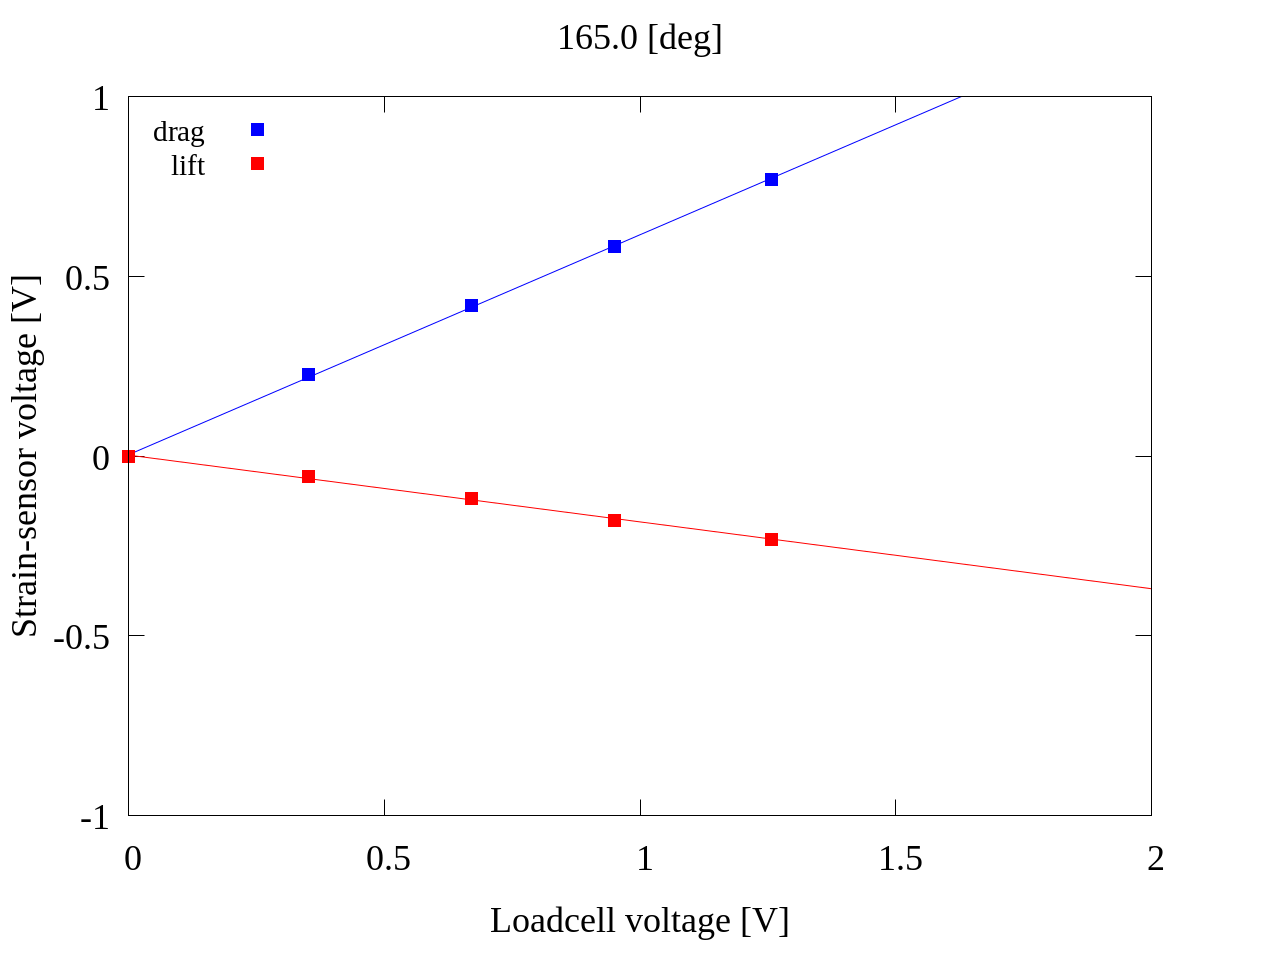 165.0 [deg]
drag
lift
1
0.5
0
-0.5
-1
Strain-sensor voltage [V]
0 0.5 1 1.5 2
Loadcell voltage [V]